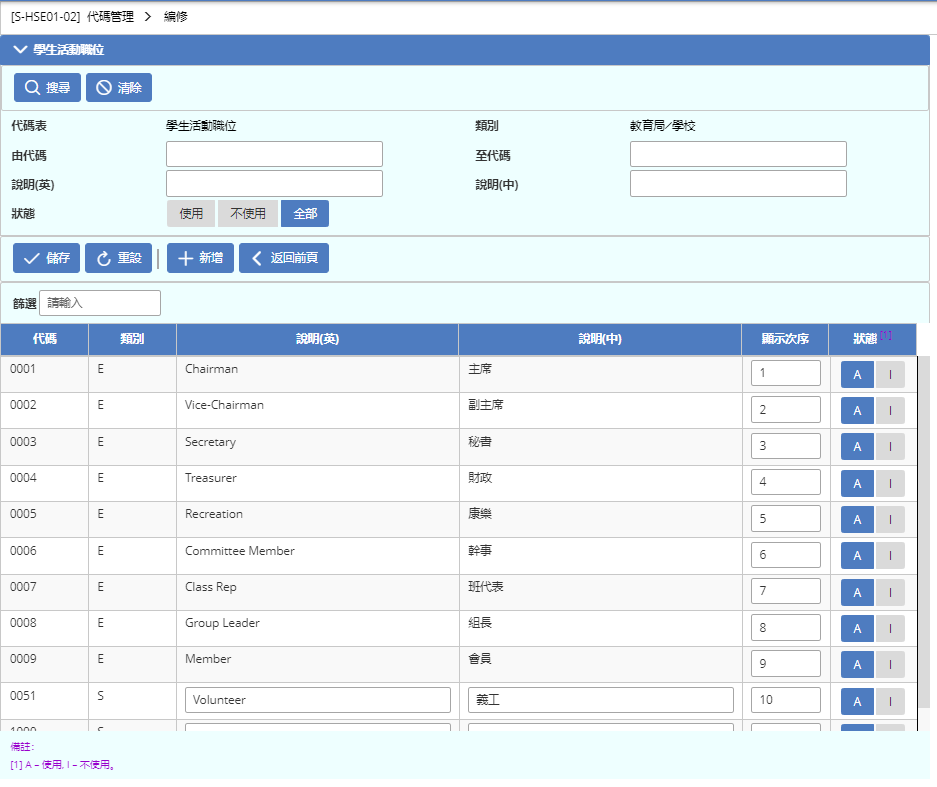 [S-HSE01-02] 代碼管理 > 編修
學生活動職位
搜尋 清除
代碼表 學生活動職位 類別 教育局/學校
由代碼 至代碼
說明(英) 說明(中)
狀態 使用 不使用 全部
儲存 重設 | 新增 返回前頁
篩選 請輸入
代碼 類別 說明(英) 說明(中) 顯示次序 狀態 [1]
0001 E Chairman 主席 1 A I
0002 E Vice-Chairman 副主席 2 A I
0003 E Secretary 秘書 3 A I
0004 E Treasurer 財政 4 A I
0005 E Recreation 康樂 5 A I
0006 E Committee Member 幹事 6 A I
0007 E Class Rep 班代表 7 A I
0008 E Group Leader 組長 8 A I
0009 E Member 會員 9 A I
0051 S Volunteer 義工 10 A I
備註:
[1] A – 使用, I – 不使用。